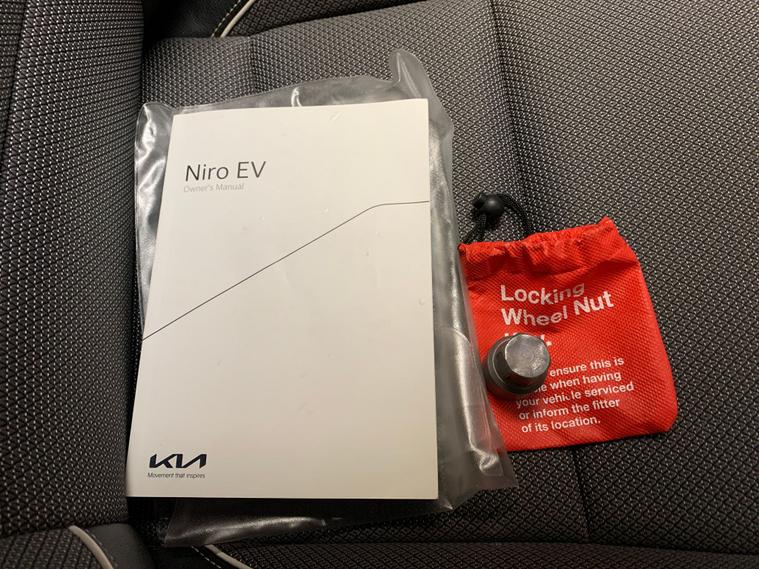 Niro EV
Owner's Manual
KIA
Movement that inspires
Locking
Wheel Nut
ensure this is
when having
your vehicle serviced
or inform the fitter
of its location.